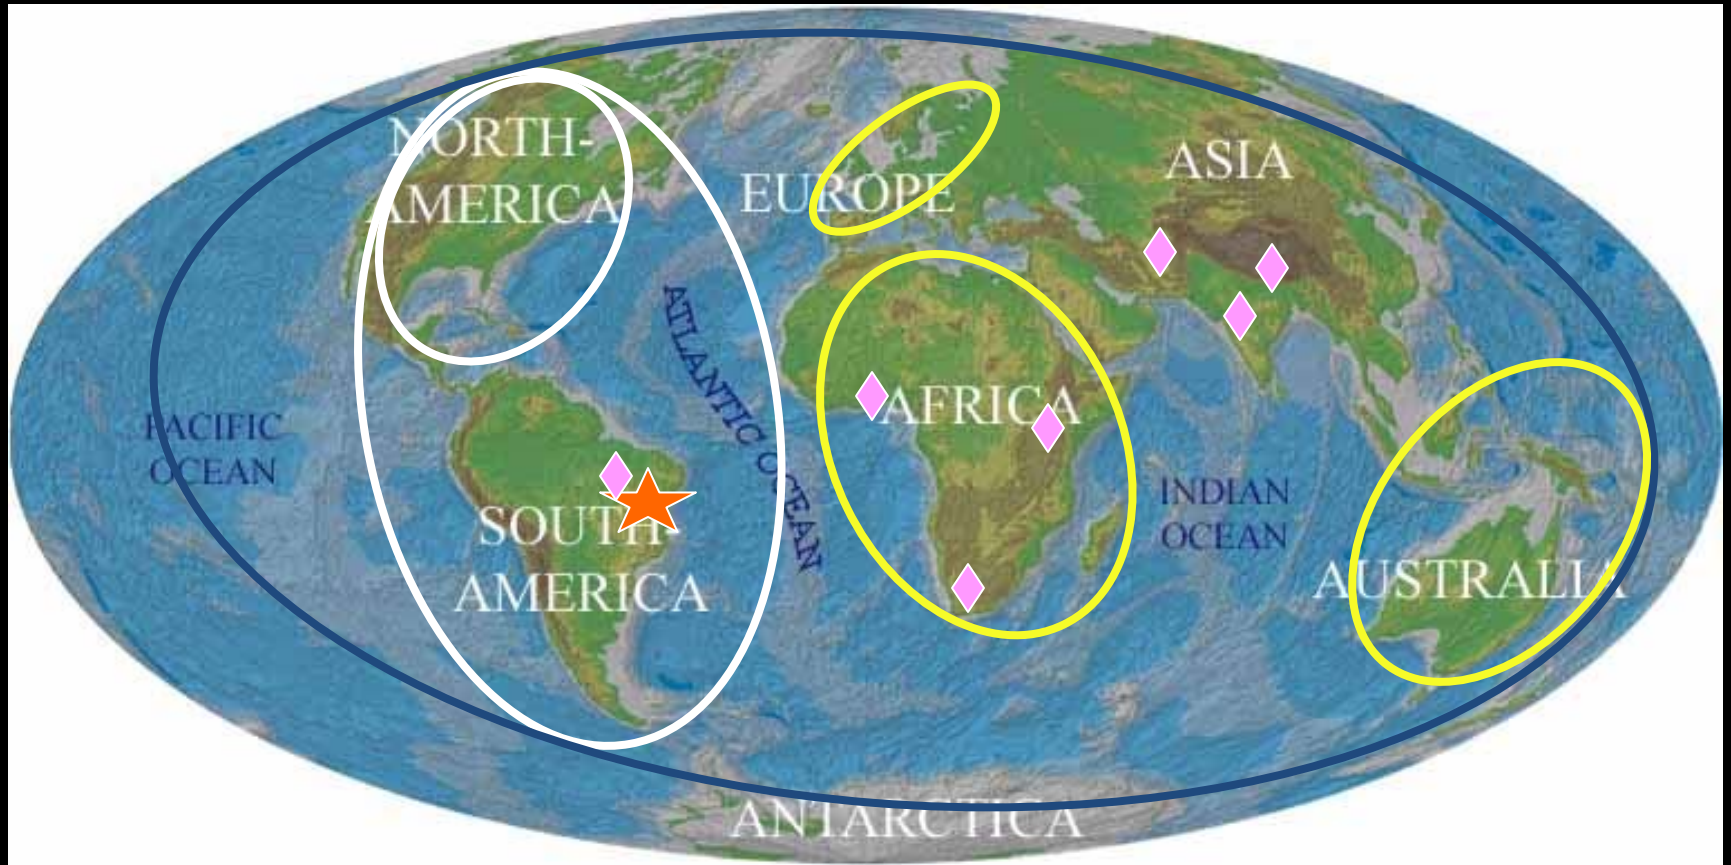 NORTH-
AMERICA
EUROPE
ASIA
ATLANTIC OCEAN
AFRICA
PACIFIC
OCEAN
SOUTH-
AMERICA
INDIAN
OCEAN
AUSTRALIA
ANTARCTICA